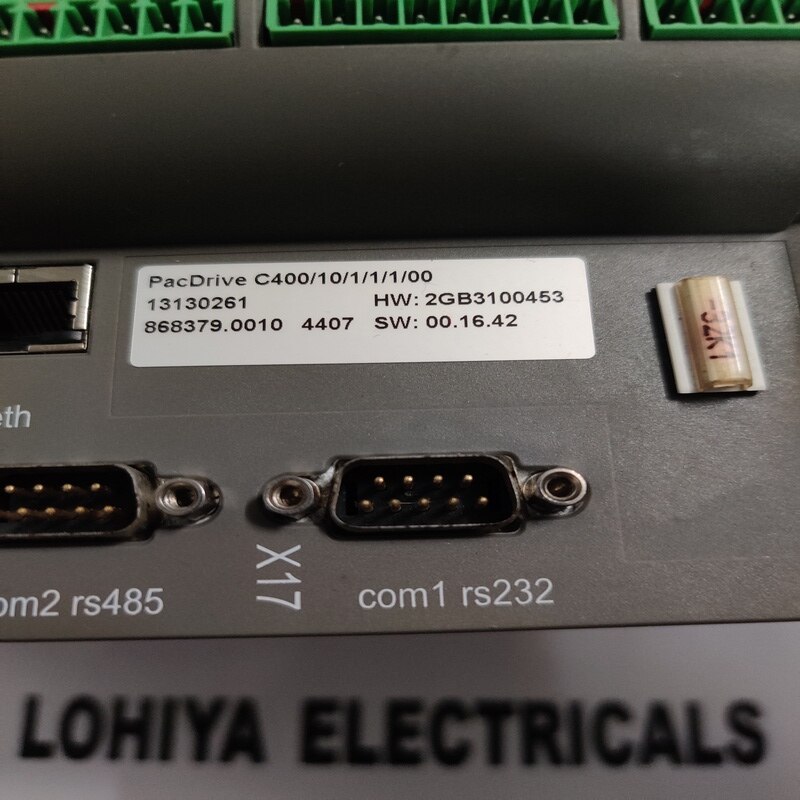 PacDrive C400/10/1/1/1/00
13130261 HW: 2GB3100453
868379.0010 4407 SW: 00.16.42
eth
om2 rs485
X17
com1 rs232
LOHIYA ELECTRICALS